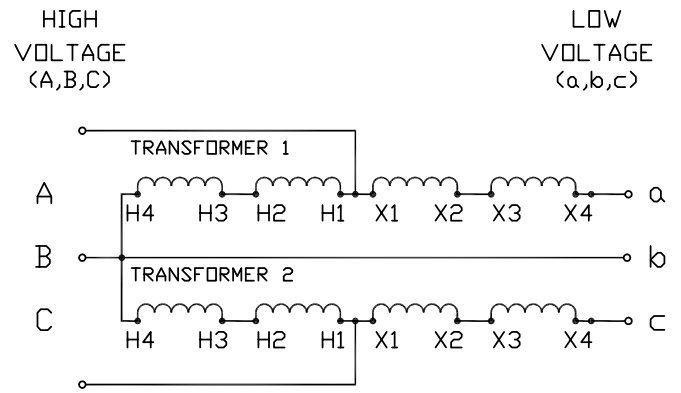 HIGH
VOLTAGE
(A,B,C)
LOW
VOLTAGE
(a,b,c)
TRANSFORMER 1
A
H4 H3 H2 H1 X1 X2 X3 X4
a
B
b
TRANSFORMER 2
C
H4 H3 H2 H1 X1 X2 X3 X4
c